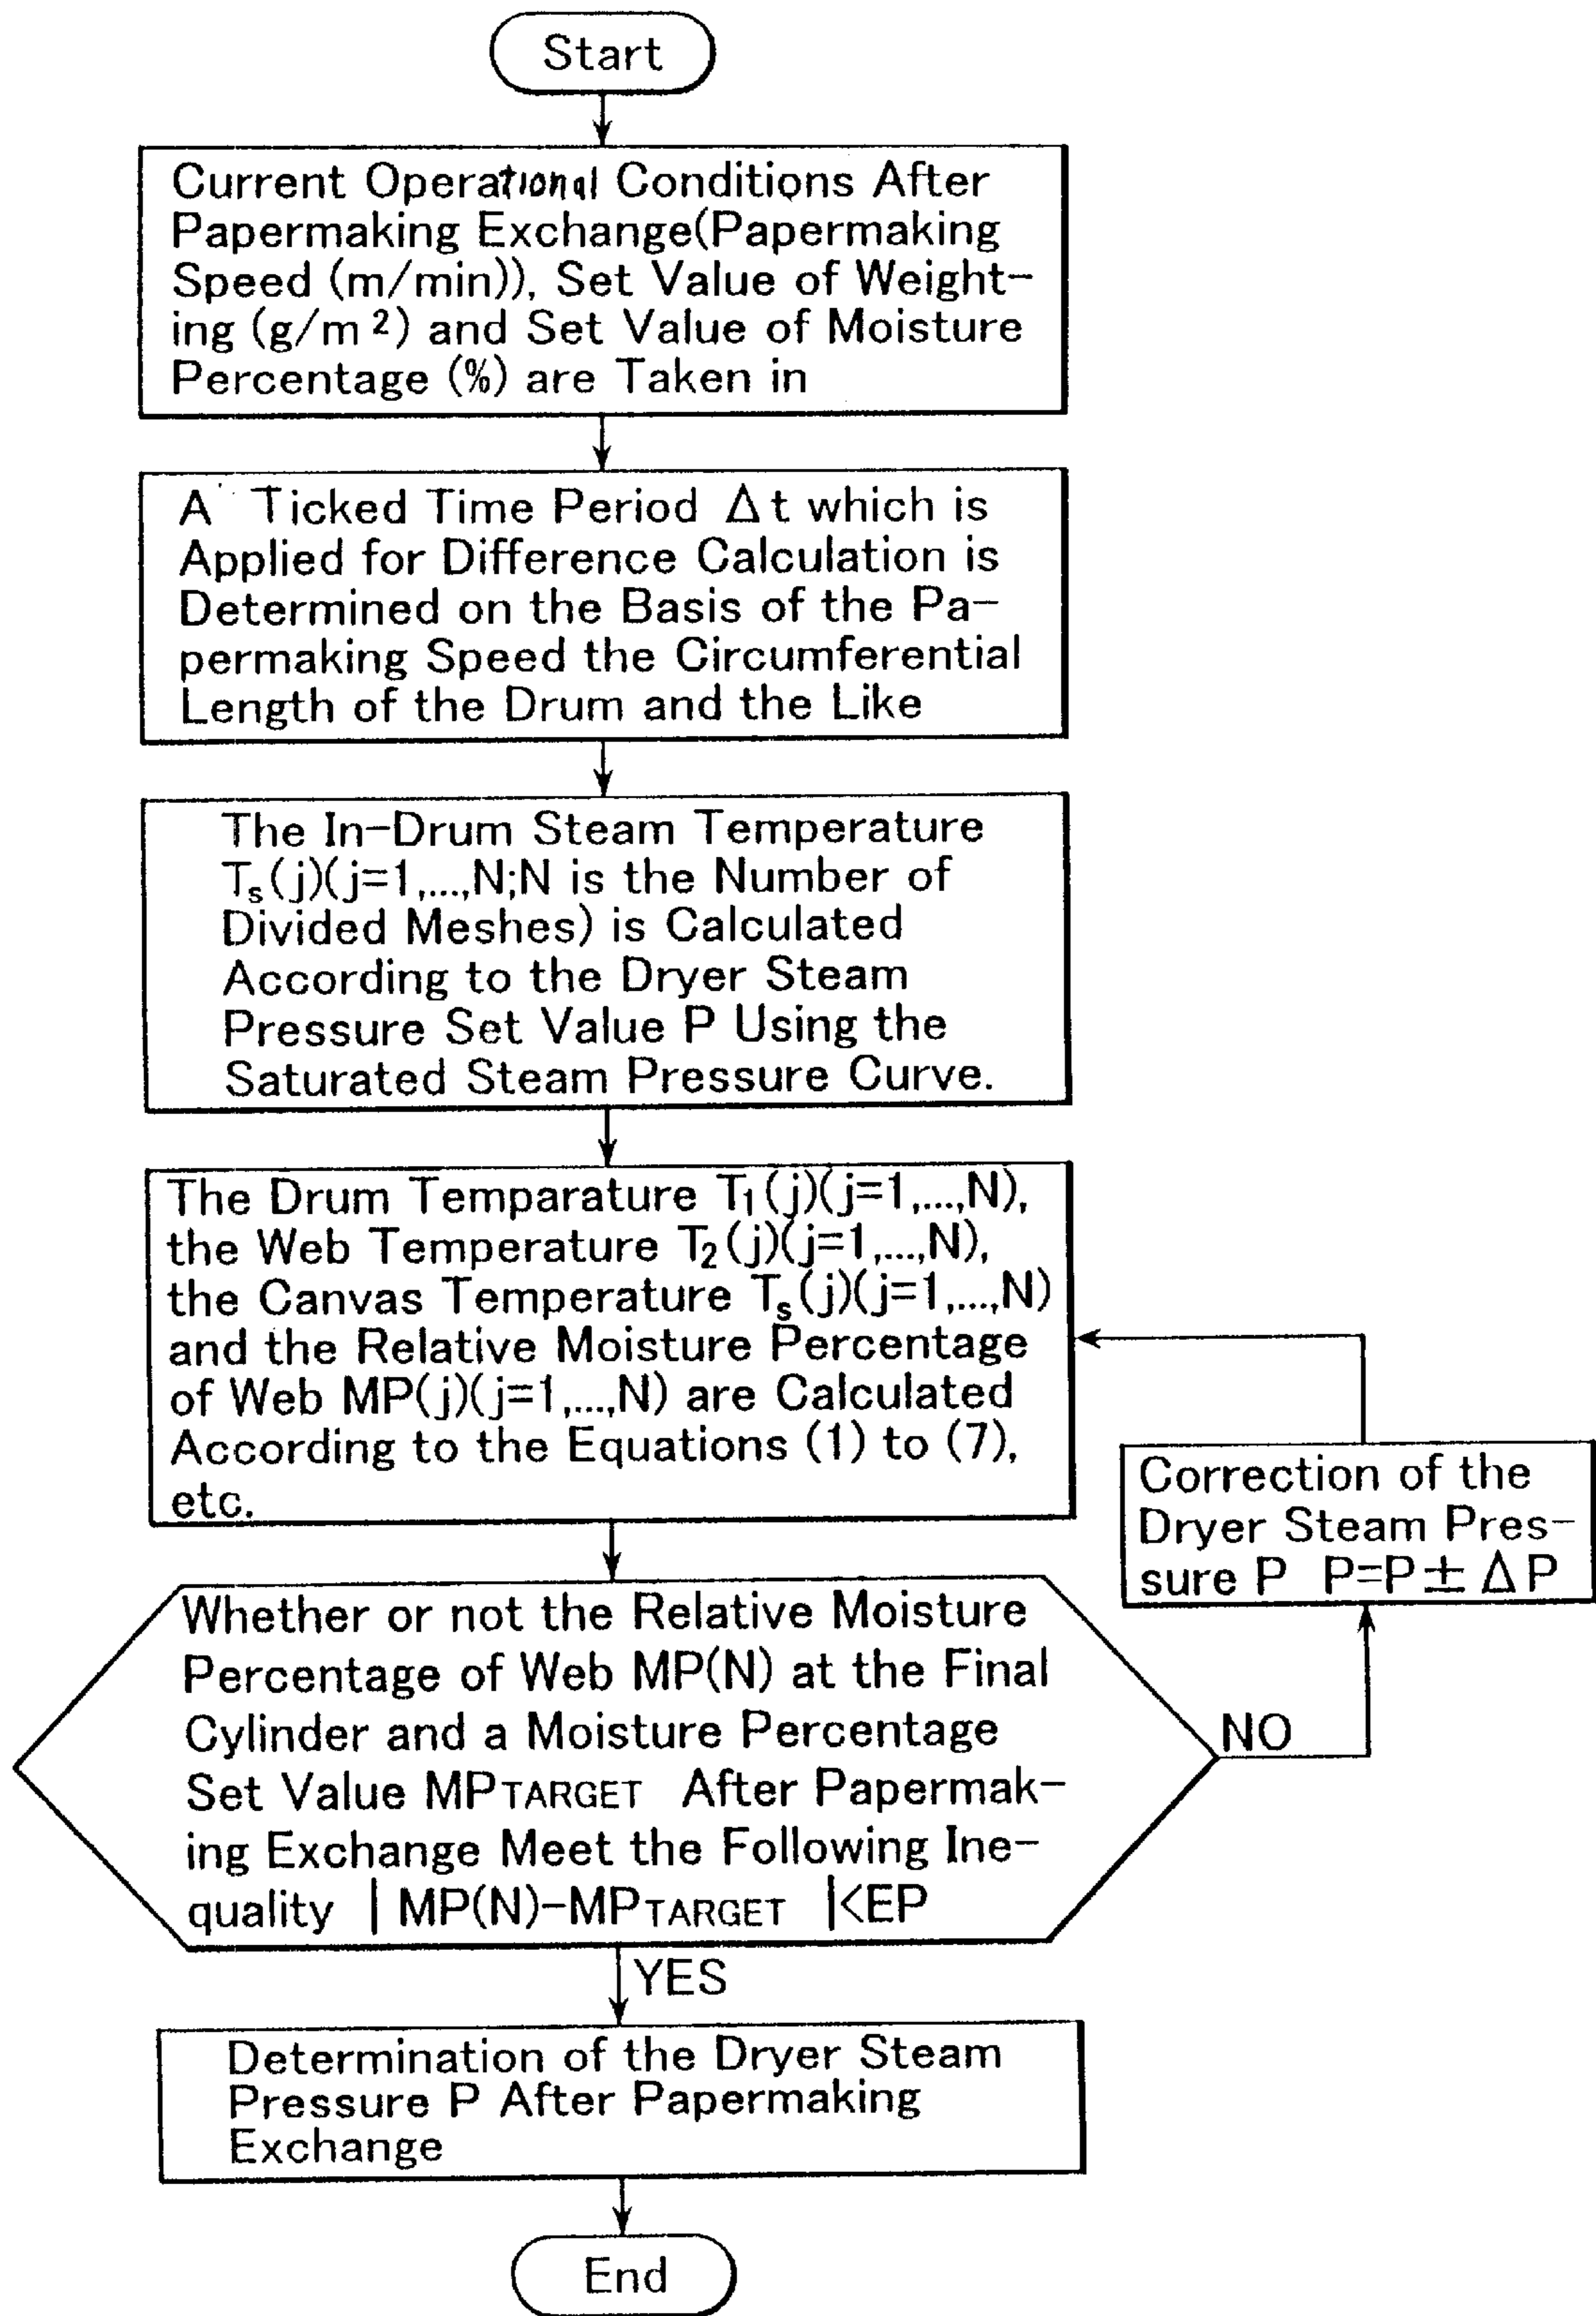 Start
Current Operational Conditions After
Papermaking Exchange(Papermaking
Speed (m/min)), Set Value of Weight-
ing (g/m²) and Set Value of Moisture
Percentage (%) are Taken in
A Ticked Time Period Δt which is
Applied for Difference Calculation is
Determined on the Basis of the Pa-
permaking Speed the Circumferential
Length of the Drum and the Like
The In-Drum Steam Temperature
Tₛ(j)(j=1,...,N;N is the Number of
Divided Meshes) is Calculated
According to the Dryer Steam
Pressure Set Value P Using the
Saturated Steam Pressure Curve.
The Drum Temparature T₁(j)(j=1,...,N),
the Web Temperature T₂(j)(j=1,...,N),
the Canvas Temperature Tₛ(j)(j=1,...,N)
and the Relative Moisture Percentage
of Web MP(j)(j=1,...,N) are Calculated
According to the Equations (1) to (7),
etc.
Correction of the
Dryer Steam Pres-
sure P P=P±ΔP
Whether or not the Relative Moisture
Percentage of Web MP(N) at the Final
Cylinder and a Moisture Percentage
Set Value MPTARGET After Papermak-
ing Exchange Meet the Following Ine-
quality |MP(N)-MPTARGET|<EP
NO
YES
Determination of the Dryer Steam
Pressure P After Papermaking
Exchange
End